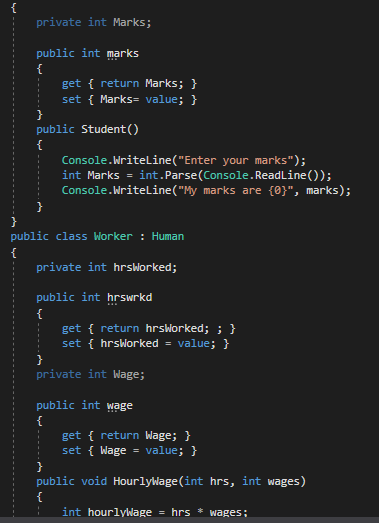 {
private int Marks;
public int marks
{
get { return Marks; }
set { Marks= value; }
}
public Student()
{
Console.WriteLine("Enter your marks");
int Marks = int.Parse(Console.ReadLine());
Console.WriteLine("My marks are {0}", marks);
}
}
public class Worker : Human
{
private int hrsWorked;
public int hrswrkd
{
get { return hrsWorked; ; }
set { hrsWorked = value; }
}
private int Wage;
public int wage
{
get { return Wage; }
set { Wage = value; }
}
public void HourlyWage(int hrs, int wages)
{
int hourlyWage = hrs * wages;